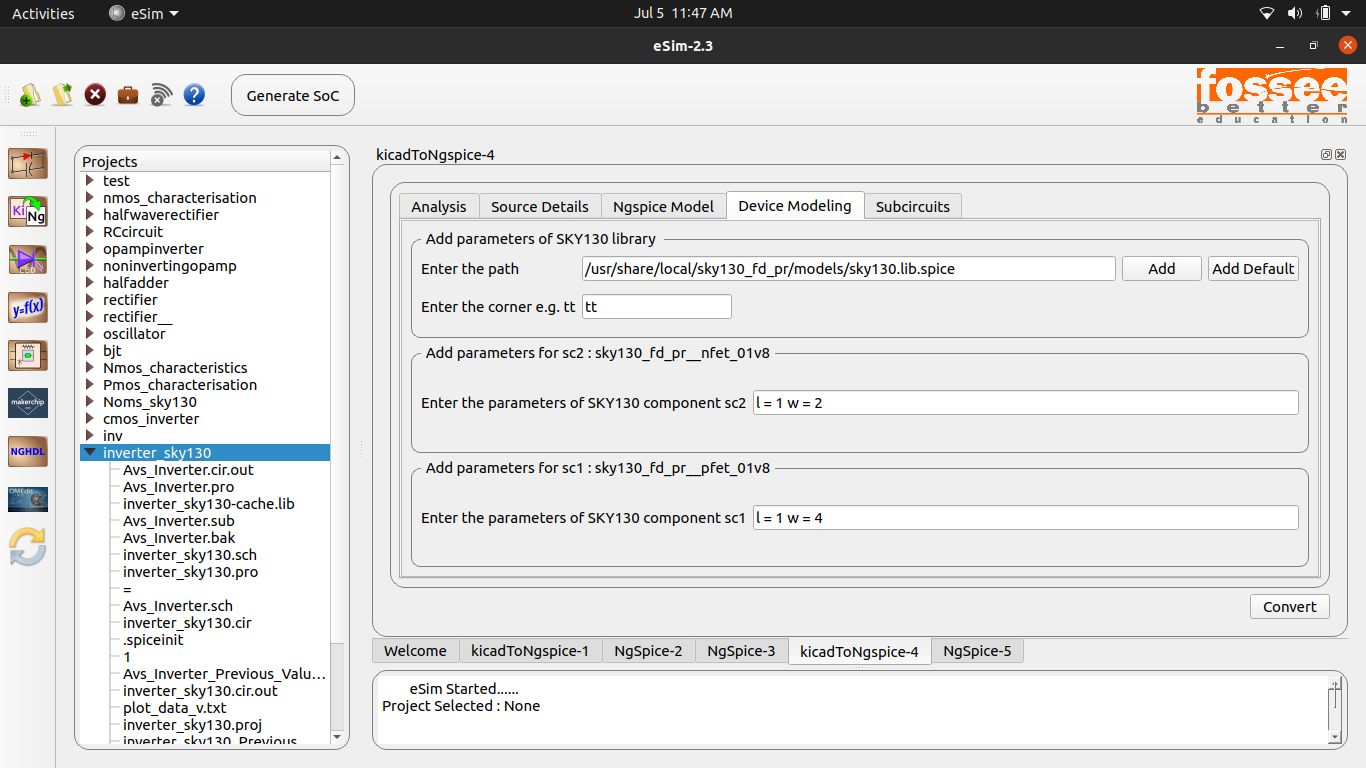 Activities
eSim
Jul 5 11:47 AM
eSim-2.3
Generate SoC
fossee
better
education
Projects
test
nmos_characterisation
halfwaverectifier
RCcircuit
opampinverter
noninvertingopamp
halfadder
rectifier
rectifier__
oscillator
bjt
Nmos_characteristics
Pmos_characterisation
Noms_sky130
cmos_inverter
inv
inverter_sky130
Avs_Inverter.cir.out
Avs_Inverter.pro
inverter_sky130-cache.lib
Avs_Inverter.sub
Avs_Inverter.bak
inverter_sky130.sch
inverter_sky130.pro
=
Avs_Inverter.sch
inverter_sky130.cir
.spiceinit
1
Avs_Inverter_Previous_Valu...
inverter_sky130.cir.out
plot_data_v.txt
inverter_sky130.proj
inverter_sky130_Previous
Ki Ng
y=f(x)
makerchip
NGHDL
OMEdit
kicadToNgspice-4
Analysis
Source Details
Ngspice Model
Device Modeling
Subcircuits
Add parameters of SKY130 library
Enter the path /usr/share/local/sky130_fd_pr/models/sky130.lib.spice Add Add Default
Enter the corner e.g. tt tt
Add parameters for sc2 : sky130_fd_pr__nfet_01v8
Enter the parameters of SKY130 component sc2 l = 1 w = 2
Add parameters for sc1 : sky130_fd_pr__pfet_01v8
Enter the parameters of SKY130 component sc1 l = 1 w = 4
Convert
Welcome
kicadToNgspice-1
NgSpice-2
NgSpice-3
kicadToNgspice-4
NgSpice-5
eSim Started......
Project Selected : None